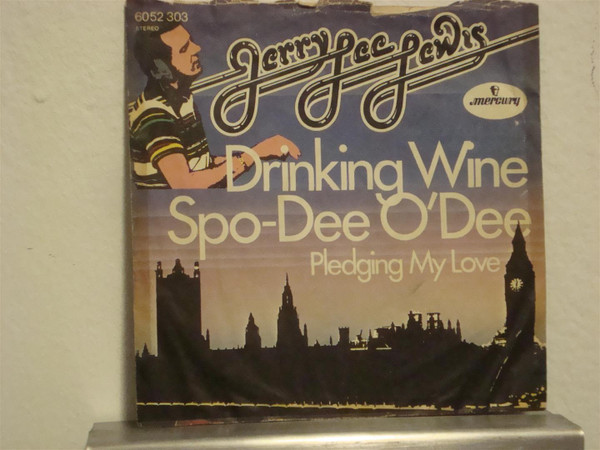 6052 303
STEREO
Jerry Lee Lewis
mercury
Drinking Wine
Spo-Dee O'Dee
Pledging My Love